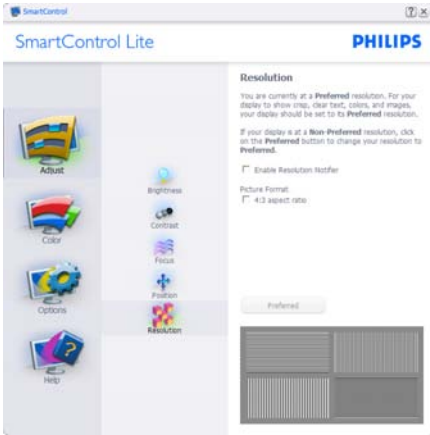 SmartControl
SmartControl Lite
PHILIPS
Adjust
Color
Options
Help
Brightness
Contrast
Focus
Position
Resolution
Resolution
You are currently at a Preferred resolution. For your
display to show crisp, clear text, colors, and images,
your display should be set to its Preferred resolution.
If your display is at a Non-Preferred resolution, click
on the Preferred button to change your resolution to
Preferred.
Enable Resolution Notifier
Picture Format
4:3 aspect ratio
Preferred